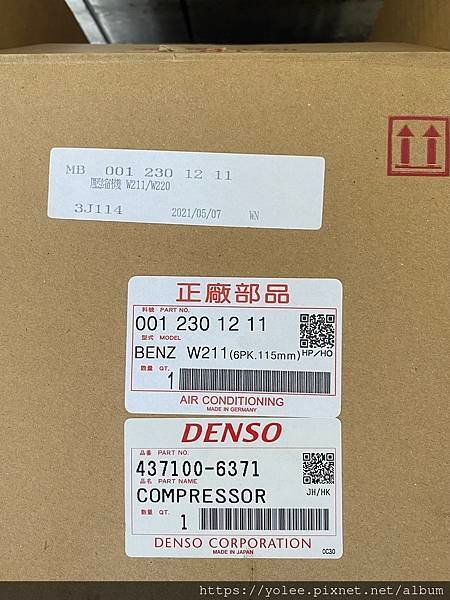 MB 001 230 12 11
壓縮機 W211/W220
3J114 2021/05/07 WN
正廠部品
料號 PART NO.
001 230 12 11
型式 MODEL
BENZ W211(6PK.115mm) HP/HO
數量 QT.
1
AIR CONDITIONING
MADE IN GERMANY
DENSO
品番 PART NO.
437100-6371
品名 PART NAME
COMPRESSOR JH/HK
數量 QT.
1
DENSO CORPORATION
MADE IN JAPAN 0C30
https://yolee.pixnet.net/album